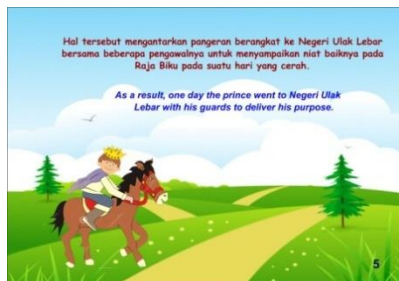 Hal tersebut mengantarkan pangeran berangkat ke Negeri Ulak Lebar
bersama beberapa pengawalnya untuk menyampaikan niat baiknya pada
Raja Biku pada suatu hari yang cerah.
As a result, one day the prince went to Negeri Ulak
Lebar with his guards to deliver his purpose.
5